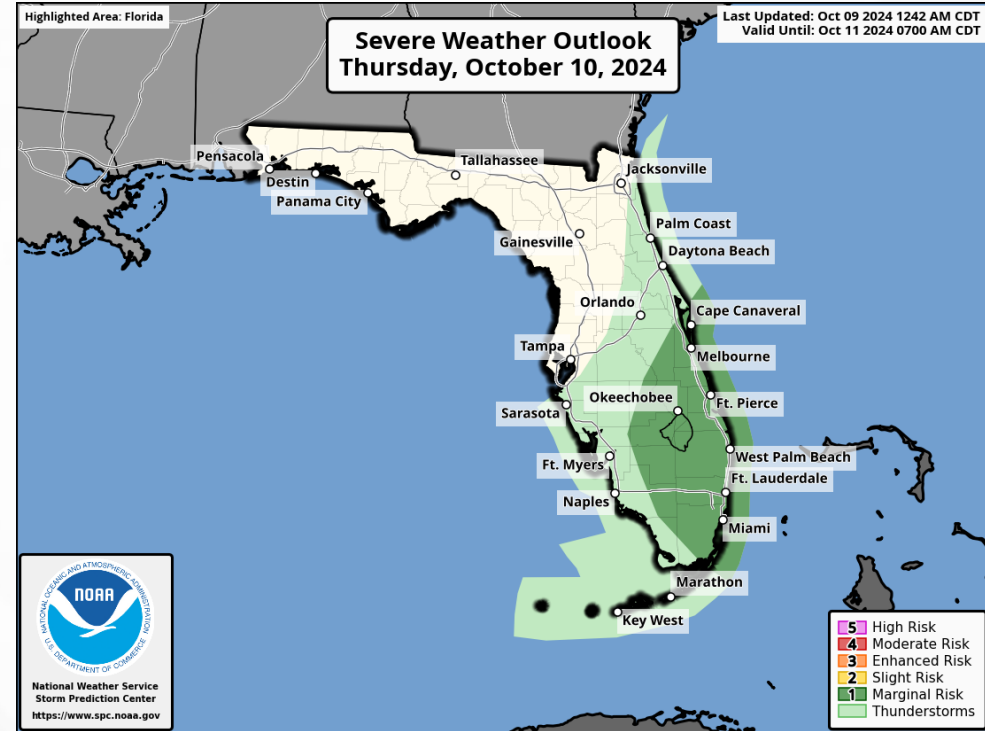 Highlighted Area: Florida
Severe Weather Outlook
Thursday, October 10, 2024
Last Updated: Oct 09 2024 1242 AM CDT
Valid Until: Oct 11 2024 0700 AM CDT
Pensacola
Destin
Panama City
Tallahassee
Jacksonville
Gainesville
Palm Coast
Daytona Beach
Orlando
Cape Canaveral
Tampa
Melbourne
Okeechobee
Ft. Pierce
Sarasota
West Palm Beach
Ft. Myers
Ft. Lauderdale
Naples
Miami
Marathon
Key West
NATIONAL OCEANIC AND ATMOSPHERIC ADMINISTRATION
NOAA
U.S. DEPARTMENT OF COMMERCE
National Weather Service
Storm Prediction Center
https://www.spc.noaa.gov
5 High Risk
4 Moderate Risk
3 Enhanced Risk
2 Slight Risk
1 Marginal Risk
Thunderstorms